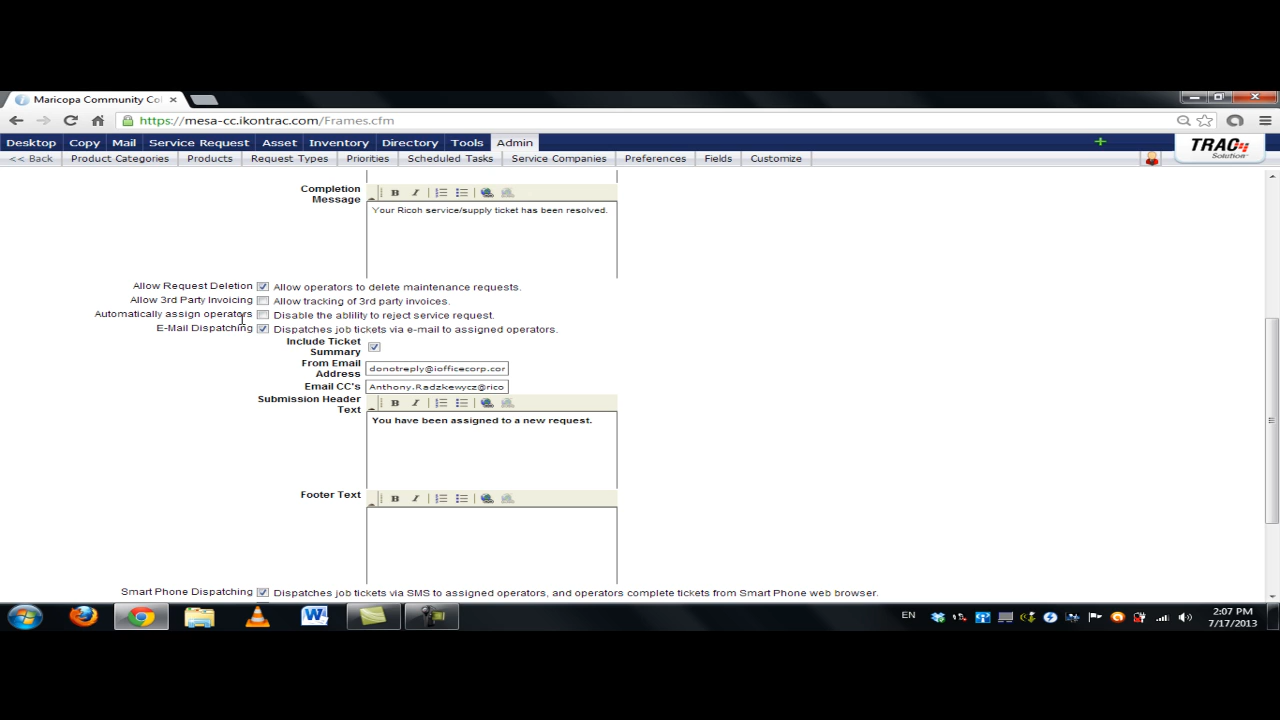 Maricopa Community Col
https://mesa-cc.ikontrac.com/Frames.cfm
Desktop Copy Mail Service Request Asset Inventory Directory Tools Admin
TRAC
Solution
<< Back Product Categories Products Request Types Priorities Scheduled Tasks Service Companies Preferences Fields Customize
Completion
Message
B I
Your Ricoh service/supply ticket has been resolved.
Allow Request Deletion Allow operators to delete maintenance requests.
Allow 3rd Party Invoicing Allow tracking of 3rd party invoices.
Automatically assign operators Disable the ablility to reject service request.
E-Mail Dispatching Dispatches job tickets via e-mail to assigned operators.
Include Ticket
Summary
From Email
Address
donotreply@iofficecorp.cor
Email CC's Anthony.Radzkewycz@rico
Submission Header
Text
B I
You have been assigned to a new request.
Footer Text
B I
Smart Phone Dispatching Dispatches job tickets via SMS to assigned operators, and operators complete tickets from Smart Phone web browser.
EN
2:07 PM
7/17/2013